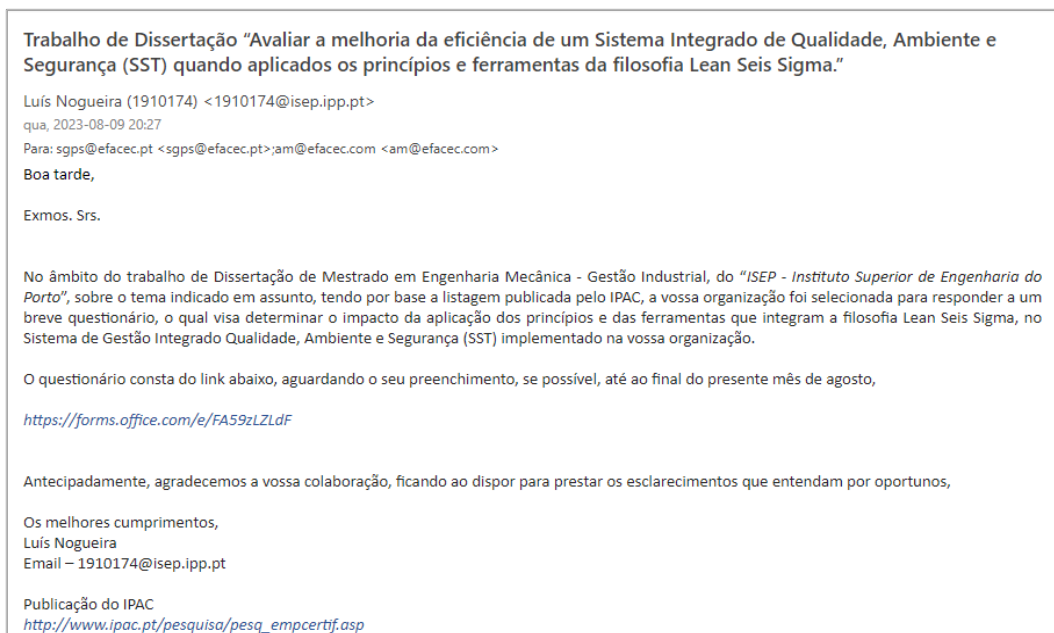 Trabalho de Dissertação “Avaliar a melhoria da eficiência de um Sistema Integrado de Qualidade, Ambiente e
Segurança (SST) quando aplicados os princípios e ferramentas da filosofia Lean Seis Sigma.”
Luís Nogueira (1910174) <1910174@isep.ipp.pt>
qua, 2023-08-09 20:27
Para: sgps@efacec.pt <sgps@efacec.pt>;am@efacec.com <am@efacec.com>
Boa tarde,
Exmos. Srs.
No âmbito do trabalho de Dissertação de Mestrado em Engenharia Mecânica - Gestão Industrial, do “ISEP - Instituto Superior de Engenharia do
Porto”, sobre o tema indicado em assunto, tendo por base a listagem publicada pelo IPAC, a vossa organização foi selecionada para responder a um
breve questionário, o qual visa determinar o impacto da aplicação dos princípios e das ferramentas que integram a filosofia Lean Seis Sigma, no
Sistema de Gestão Integrado Qualidade, Ambiente e Segurança (SST) implementado na vossa organização.
O questionário consta do link abaixo, aguardando o seu preenchimento, se possível, até ao final do presente mês de agosto,
https://forms.office.com/e/FA59zLZLdF
Antecipadamente, agradecemos a vossa colaboração, ficando ao dispor para prestar os esclarecimentos que entendam por oportunos,
Os melhores cumprimentos,
Luís Nogueira
Email – 1910174@isep.ipp.pt
Publicação do IPAC
http://www.ipac.pt/pesquisa/pesq_empcertif.asp